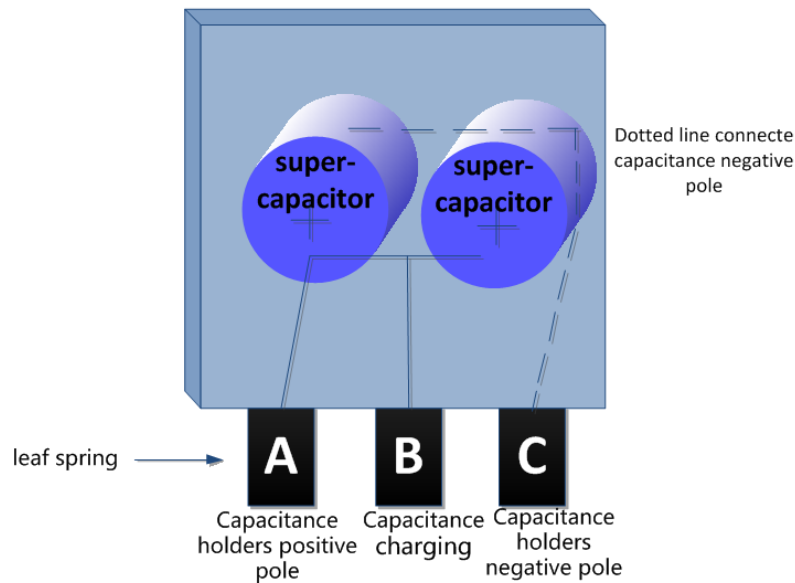 super-
capacitor
super-
capacitor
Dotted line connecte
capacitance negative
pole
leaf spring
A
B
C
Capacitance
holders positive
pole
Capacitance
charging
Capacitance
holders
negative pole